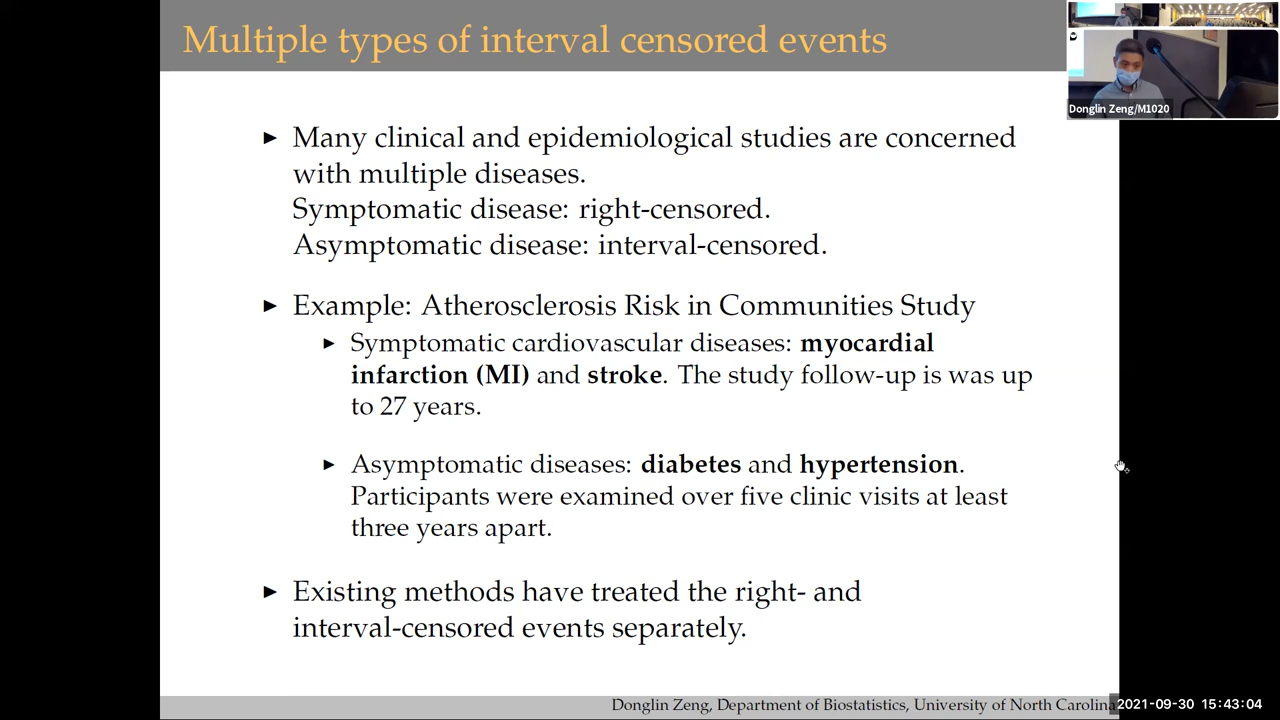 Multiple types of interval censored events
Donglin Zeng/M1020
► Many clinical and epidemiological studies are concerned
with multiple diseases.
Symptomatic disease: right-censored.
Asymptomatic disease: interval-censored.
► Example: Atherosclerosis Risk in Communities Study
► Symptomatic cardiovascular diseases: myocardial
infarction (MI) and stroke. The study follow-up is was up
to 27 years.
► Asymptomatic diseases: diabetes and hypertension.
Participants were examined over five clinic visits at least
three years apart.
► Existing methods have treated the right- and
interval-censored events separately.
Donglin Zeng, Department of Biostatistics, University of North Carolina
2021-09-30 15:43:04